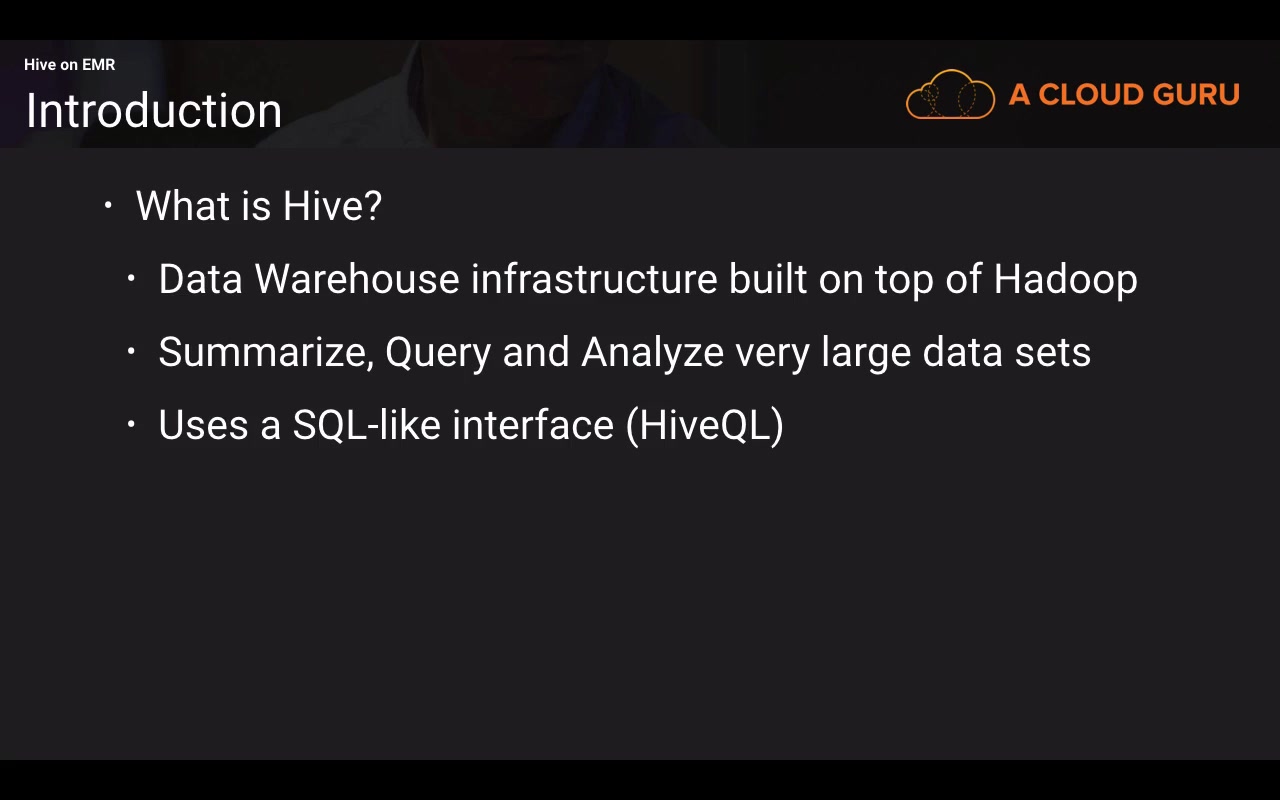 Hive on EMR
Introduction
A CLOUD GURU
• What is Hive?
• Data Warehouse infrastructure built on top of Hadoop
• Summarize, Query and Analyze very large data sets
• Uses a SQL-like interface (HiveQL)